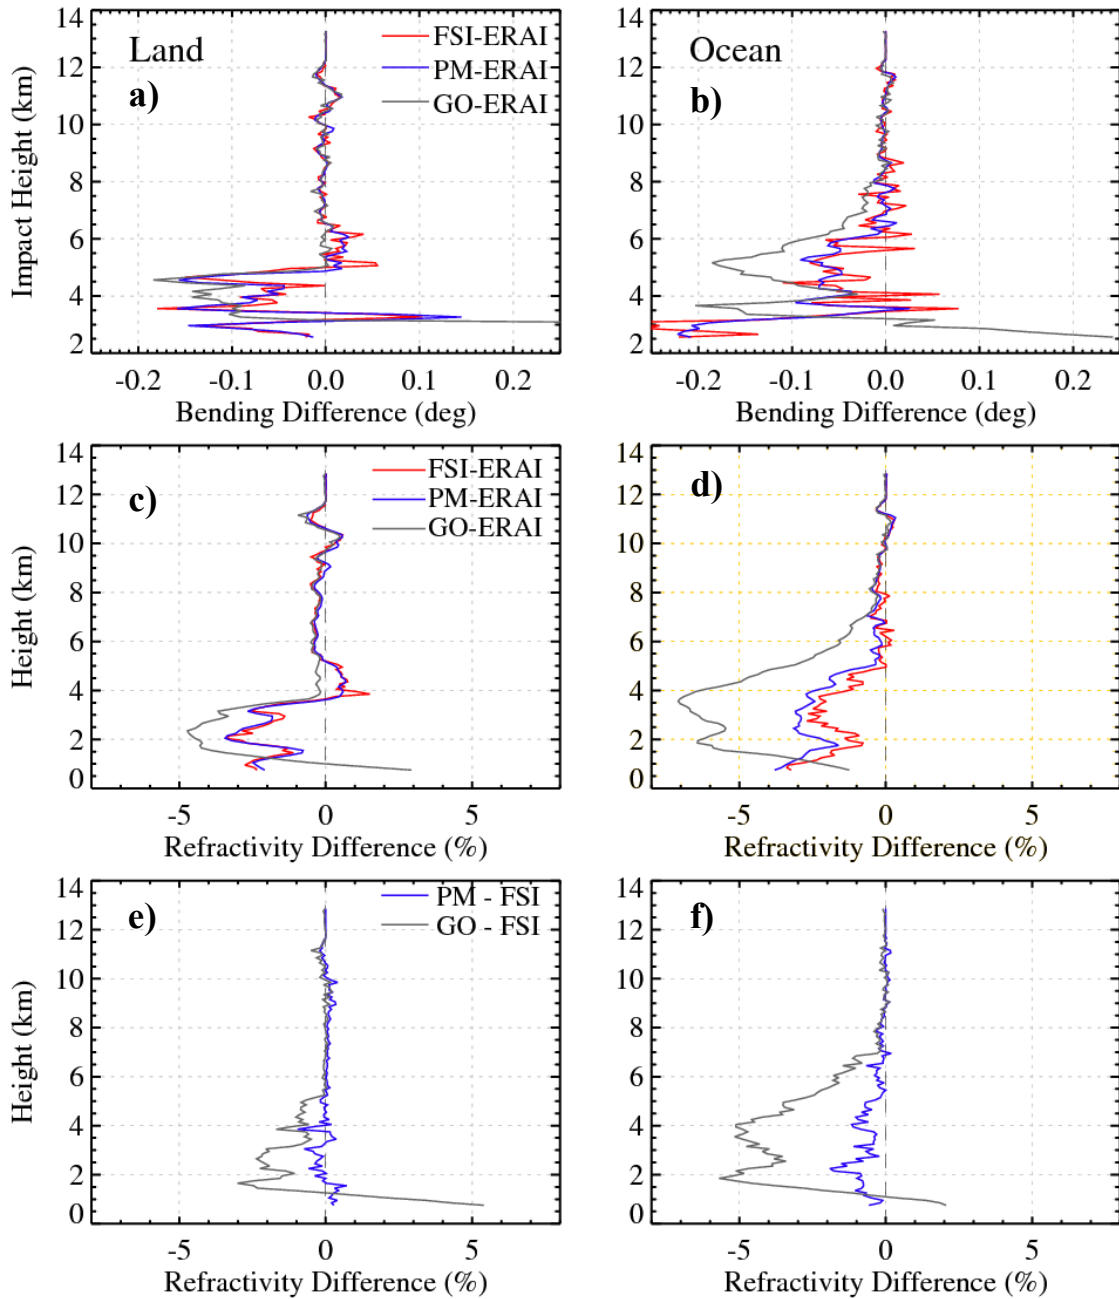 Land
a)
FSI-ERAI
PM-ERAI
GO-ERAI
14
12
10
8
6
4
2
Impact Height (km)
-0.2 -0.1 0.0 0.1 0.2
Bending Difference (deg)
Ocean
b)
14
12
10
8
6
4
2
-0.2 -0.1 0.0 0.1 0.2
Bending Difference (deg)
c)
FSI-ERAI
PM-ERAI
GO-ERAI
14
12
10
8
6
4
2
0
Height (km)
-5 0 5
Refractivity Difference (%)
d)
14
12
10
8
6
4
2
0
-5 0 5
Refractivity Difference (%)
e)
PM - FSI
GO - FSI
14
12
10
8
6
4
2
0
Height (km)
-5 0 5
Refractivity Difference (%)
f)
14
12
10
8
6
4
2
0
-5 0 5
Refractivity Difference (%)